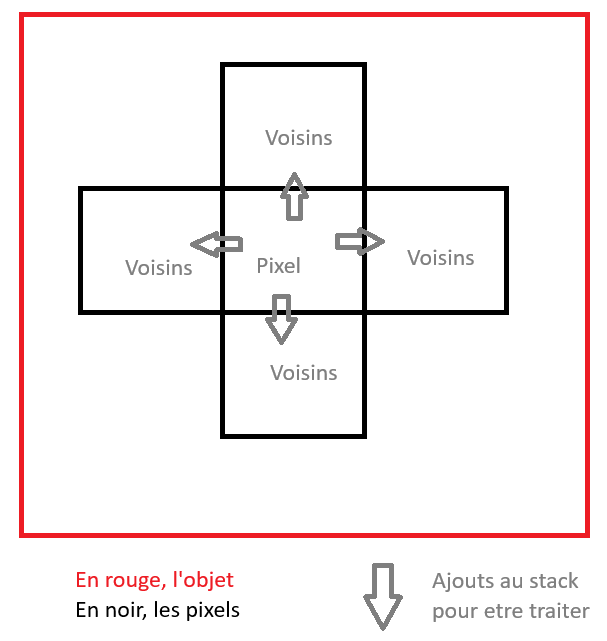 Voisins
Voisins
Pixel
Voisins
Voisins
En rouge, l'objet
En noir, les pixels
Ajouts au stack
pour etre traiter